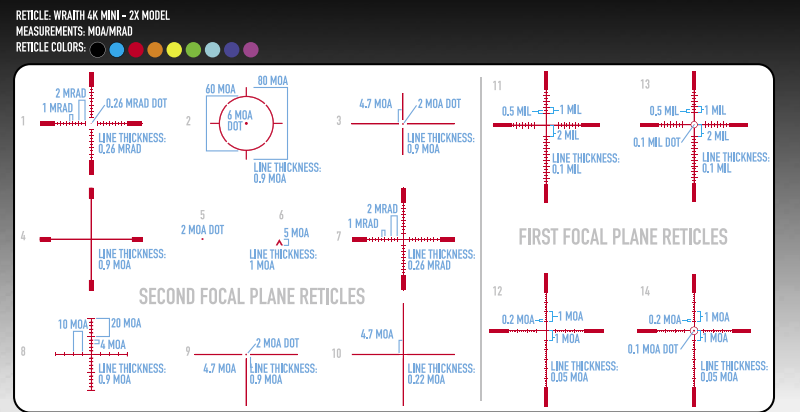 RETICLE: WRAITH 4K MINI - 2X MODEL
MEASUREMENTS: MOA/MRAD
RETICLE COLORS:
1
2 MRAD
1 MRAD
0.26 MRAD DOT
LINE THICKNESS:
0.26 MRAD
2
60 MOA
80 MOA
6 MOA
DOT
LINE THICKNESS:
0.9 MOA
3
4.7 MOA
2 MOA DOT
LINE THICKNESS:
0.9 MOA
4
LINE THICKNESS:
0.9 MOA
5
2 MOA DOT
6
5 MOA
LINE THICKNESS:
1 MOA
7
2 MRAD
1 MRAD
LINE THICKNESS:
0.26 MRAD
SECOND FOCAL PLANE RETICLES
8
10 MOA
20 MOA
4 MOA
LINE THICKNESS:
0.9 MOA
9
2 MOA DOT
4.7 MOA
LINE THICKNESS:
0.9 MOA
10
4.7 MOA
LINE THICKNESS:
0.22 MOA
11
0.5 MIL
1 MIL
2 MIL
LINE THICKNESS:
0.1 MIL
13
0.5 MIL
1 MIL
2 MIL
0.1 MIL DOT
LINE THICKNESS:
0.1 MIL
FIRST FOCAL PLANE RETICLES
12
0.2 MOA
1 MOA
1 MOA
LINE THICKNESS:
0.05 MOA
14
0.2 MOA
1 MOA
1 MOA
0.1 MOA DOT
LINE THICKNESS:
0.05 MOA